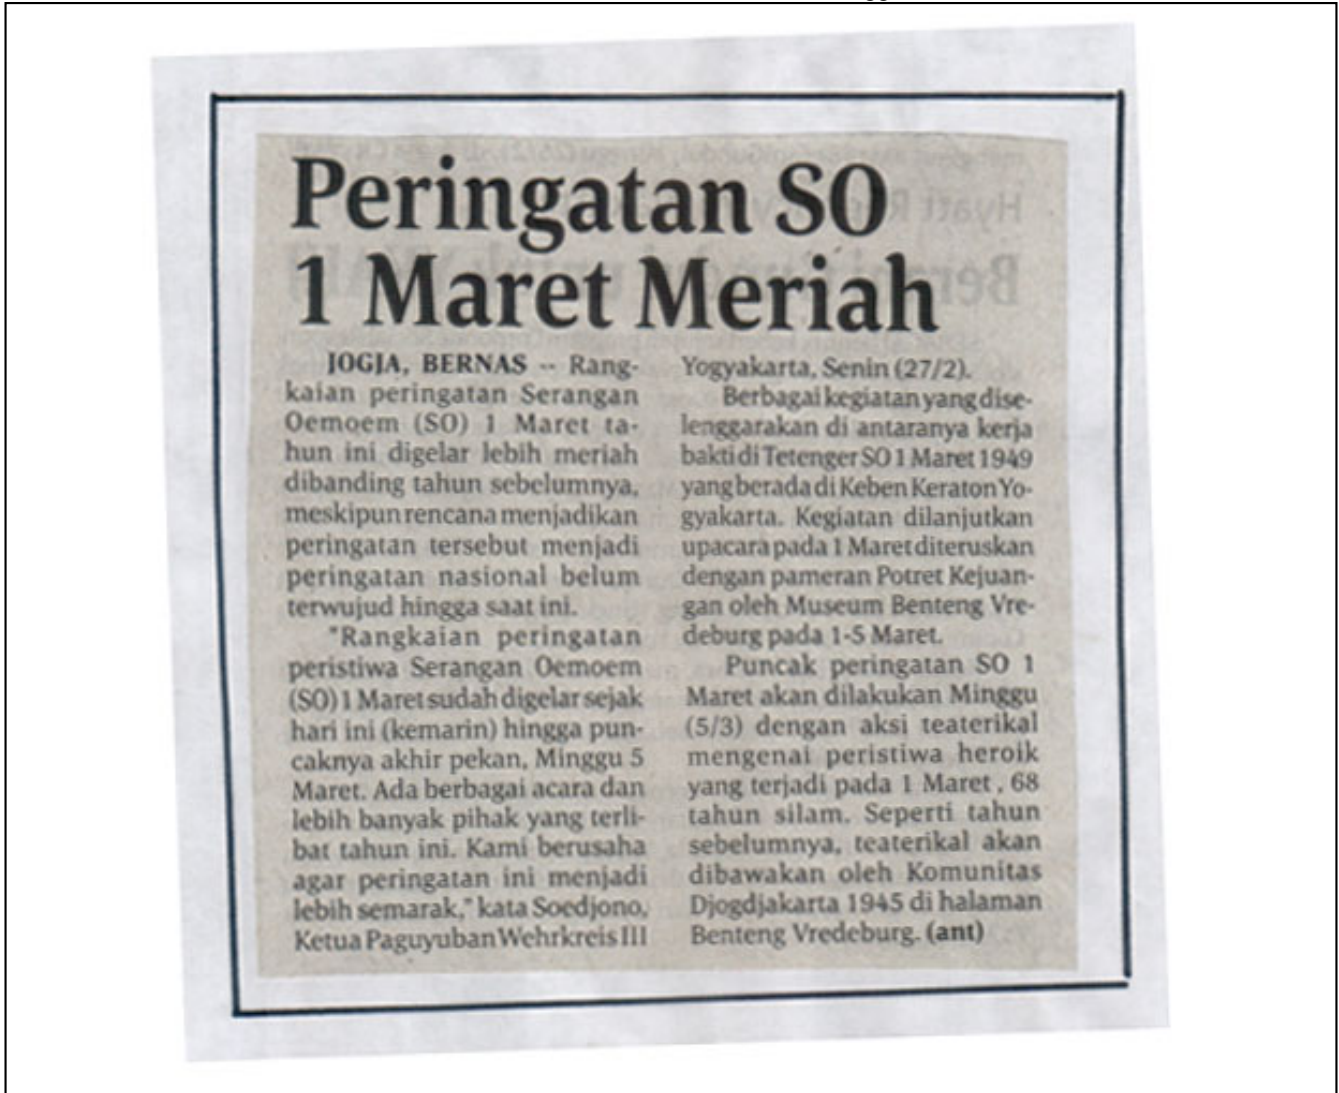 Peringatan SO
1 Maret Meriah
JOGJA, BERNAS -- Rang-
kaian peringatan Serangan
Oemoem (SO) 1 Maret ta-
hun ini digelar lebih meriah
dibanding tahun sebelumnya,
meskipun rencana menjadikan
peringatan tersebut menjadi
peringatan nasional belum
terwujud hingga saat ini.
"Rangkaian peringatan
peristiwa Serangan Oemoem
(SO) 1 Maret sudah digelar sejak
hari ini (kemarin) hingga pun-
caknya akhir pekan, Minggu 5
Maret. Ada berbagai acara dan
lebih banyak pihak yang terli-
bat tahun ini. Kami berusaha
agar peringatan ini menjadi
lebih semarak," kata Soedjono,
Ketua Paguyuban Wehrkreis III
Yogyakarta, Senin (27/2).
Berbagai kegiatan yang dise-
lenggarakan di antaranya kerja
bakti di Tetenger SO 1 Maret 1949
yang berada di Keben Keraton Yo-
gyakarta. Kegiatan dilanjutkan
upacara pada 1 Maret diteruskan
dengan pameran Potret Kejuan-
gan oleh Museum Benteng Vre-
deburg pada 1-5 Maret.
Puncak peringatan SO 1
Maret akan dilakukan Minggu
(5/3) dengan aksi teaterikal
mengenai peristiwa heroik
yang terjadi pada 1 Maret , 68
tahun silam. Seperti tahun
sebelumnya, teaterikal akan
dibawakan oleh Komunitas
Djogdjakarta 1945 di halaman
Benteng Vredeburg. (ant)